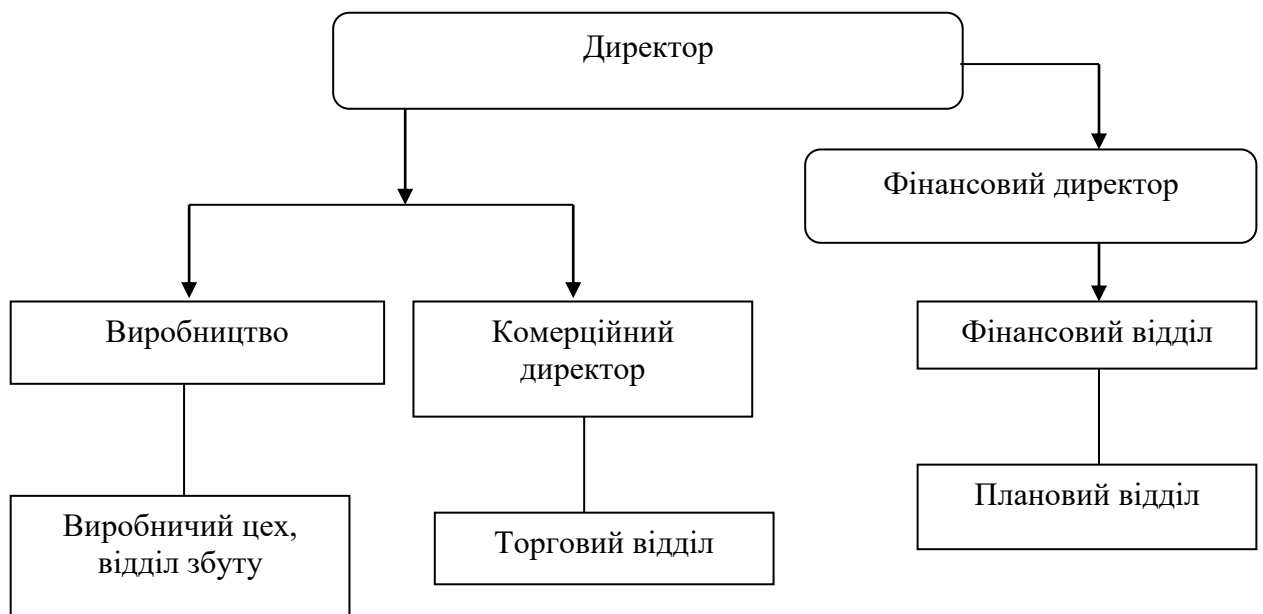 Директор
Фінансовий директор
Виробництво
Комерційний
директор
Фінансовий відділ
Виробничий цех,
відділ збуту
Торговий відділ
Плановий відділ